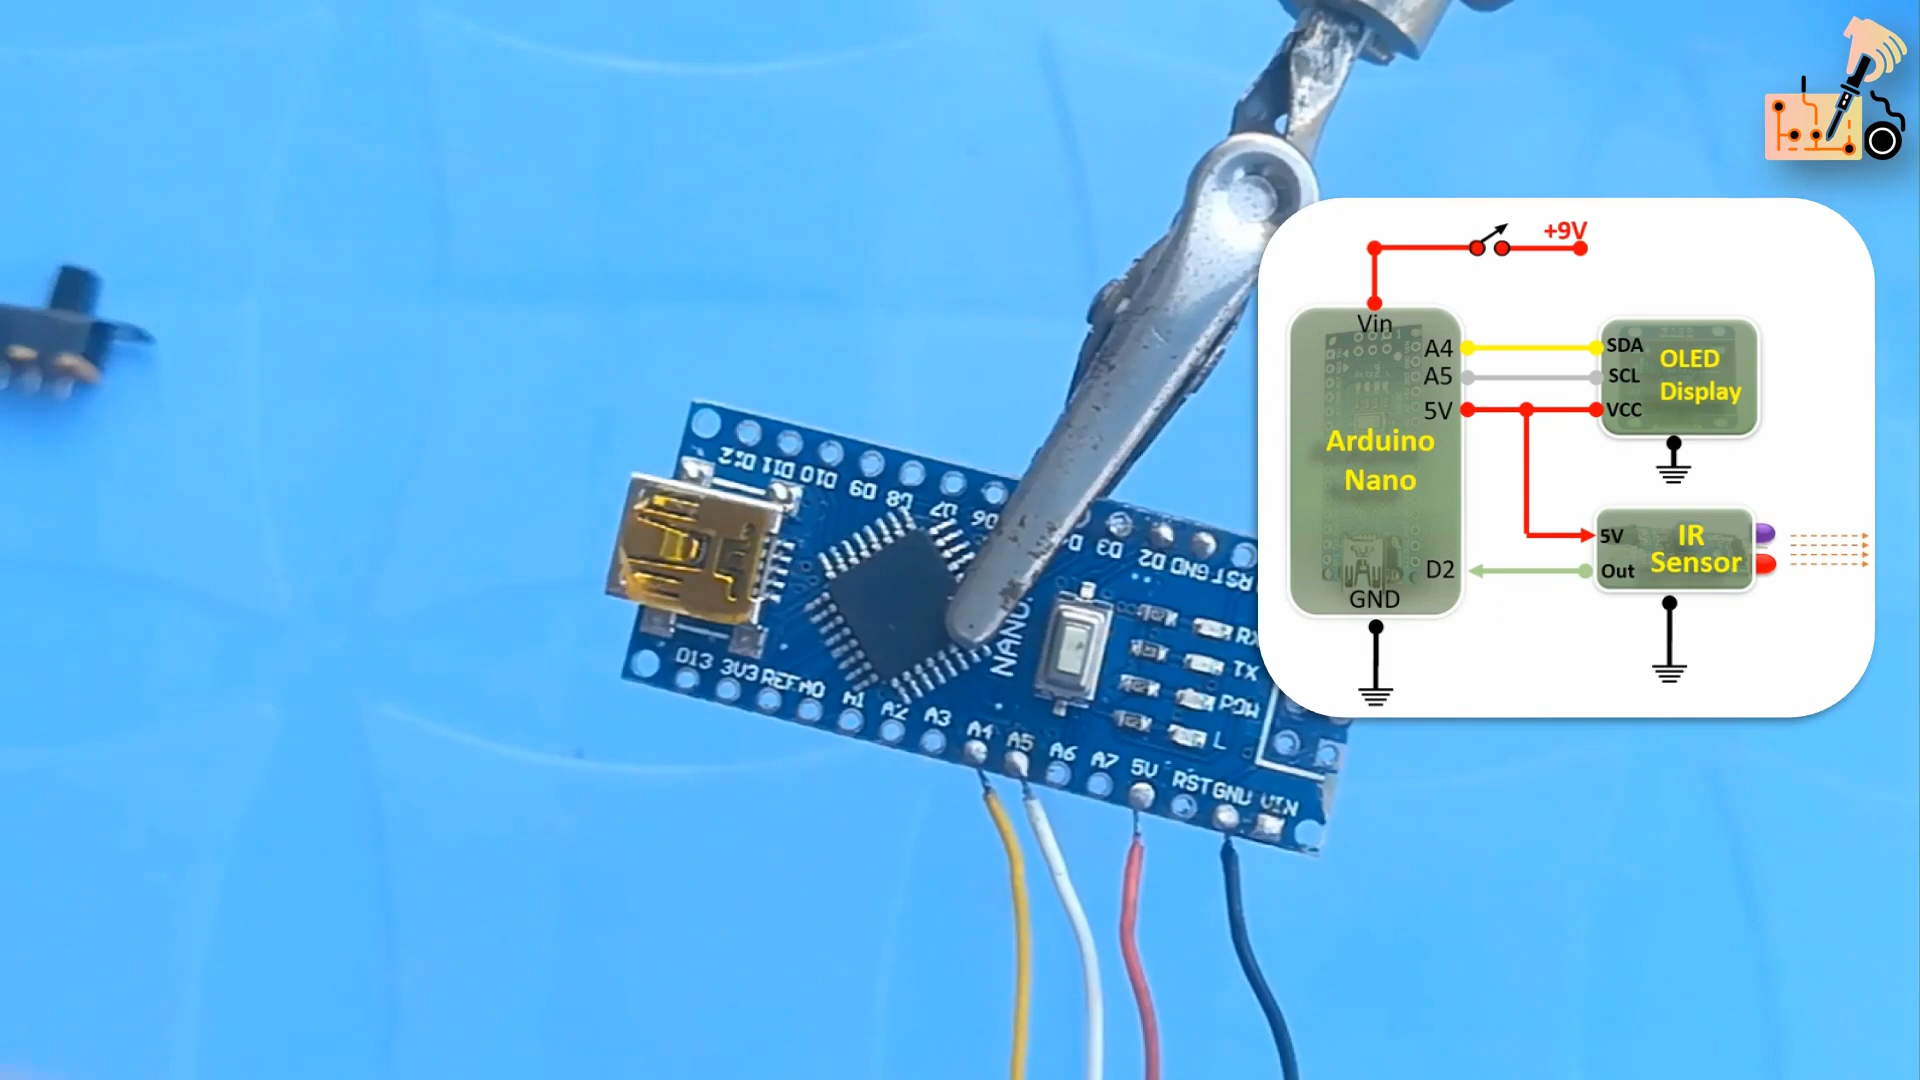 D12 D11 D10 D9 D8 D7 D6
D3 D2 GND RST
NANO
RX
TX
POW
L
D13 3V3 REF A0 A1 A2 A3 A4 A5 A6 A7 5V RST GND VIN
+9V
Vin
A4
A5
5V
Arduino
Nano
D2
GND
SDA
SCL
VCC
OLED
Display
5V
Out
IR
Sensor